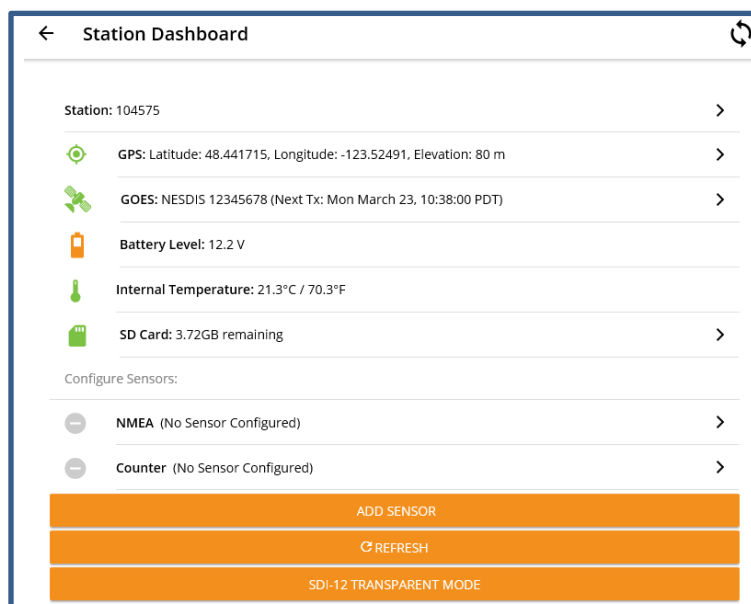 Station Dashboard
Station: 104575
GPS: Latitude: 48.441715, Longitude: -123.52491, Elevation: 80 m
GOES: NESDIS 12345678 (Next Tx: Mon March 23, 10:38:00 PDT)
Battery Level: 12.2 V
Internal Temperature: 21.3°C / 70.3°F
SD Card: 3.72GB remaining
Configure Sensors:
NMEA (No Sensor Configured)
Counter (No Sensor Configured)
ADD SENSOR
REFRESH
SDI-12 TRANSPARENT MODE